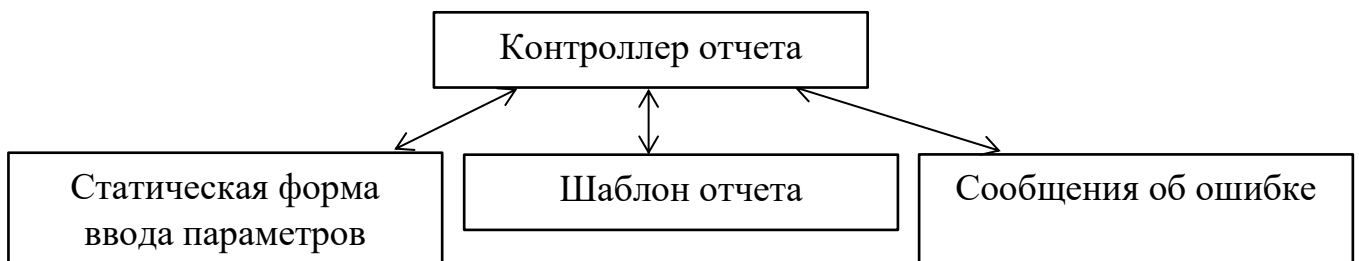 Контроллер отчета
Статическая форма
ввода параметров
Шаблон отчета
Сообщения об ошибке